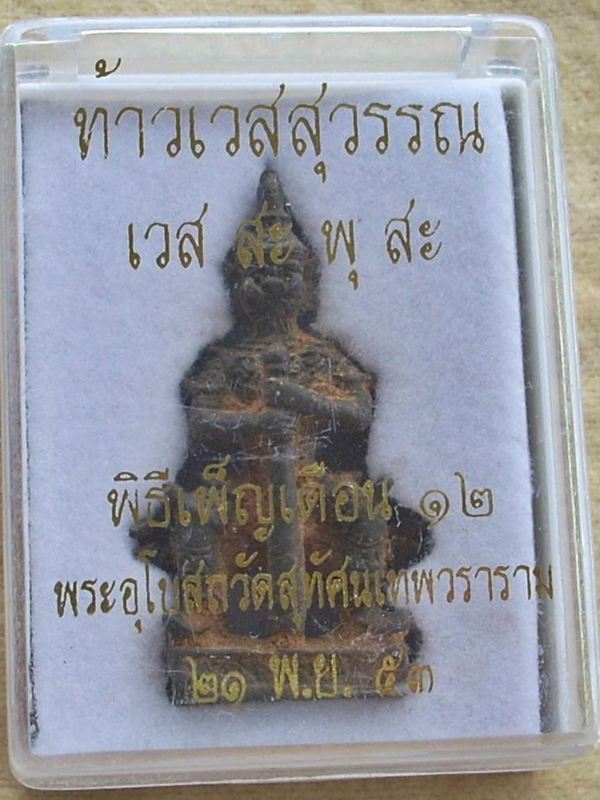 ท้าวเวสสุวรรณ
เวส สะ พุ สะ
พิธีเพ็ญเดือน ๑๒
พระอุโบสถวัดสุทัศนเทพวราราม
๒๑ พ.ย. ๕๓